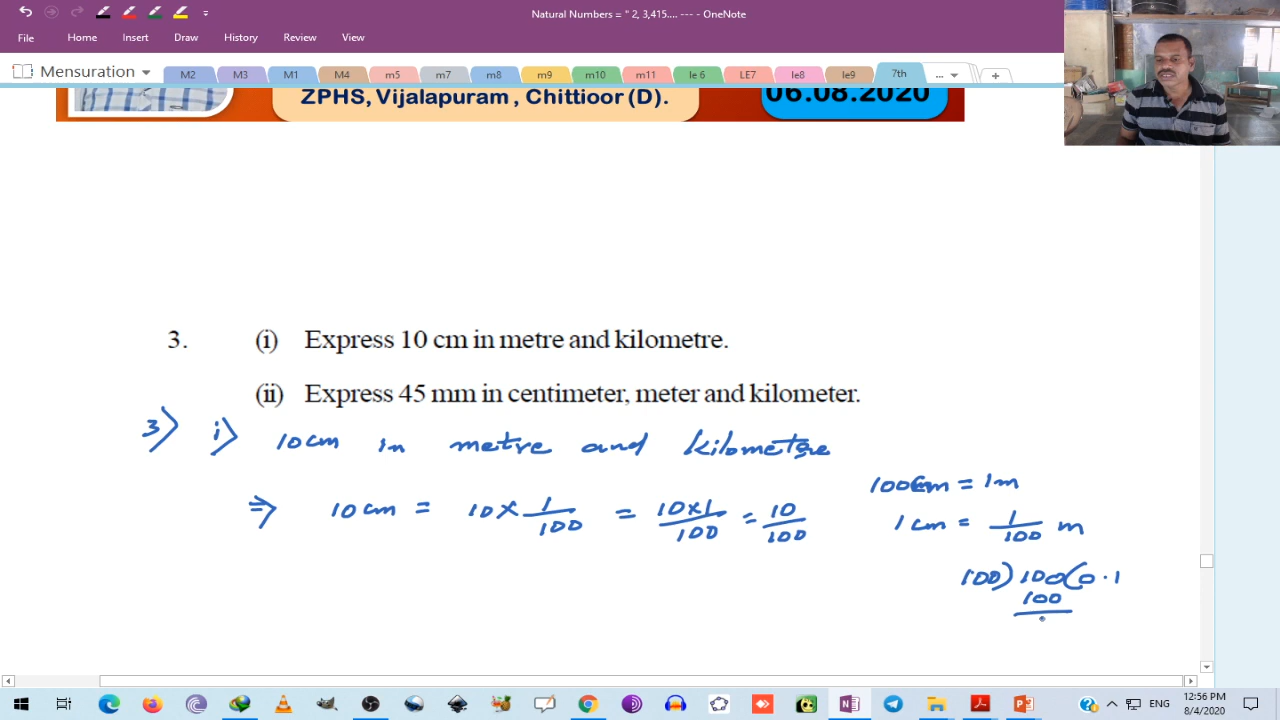 Natural Numbers = " 2, 3,415.... --- - OneNote
File Home Insert Draw History Review View
Mensuration M2 M3 M1 M4 m5 m7 m8 m9 m10 m11 le 6 LE7 le8 le9 7th ... +
ZPHS, Vijalapuram , Chittioor (D). 06.08.2020
3. (i) Express 10 cm in metre and kilometre.
(ii) Express 45 mm in centimeter, meter and kilometer.
3) i) 10cm in metre and kilometre
100cm = 1m
⇒ 10cm = 10 × 1/100 = 10×1/100 = 10/100
1 cm = 1/100 m
100) 100 (0.1
100
ENG
12:56 PM
8/4/2020